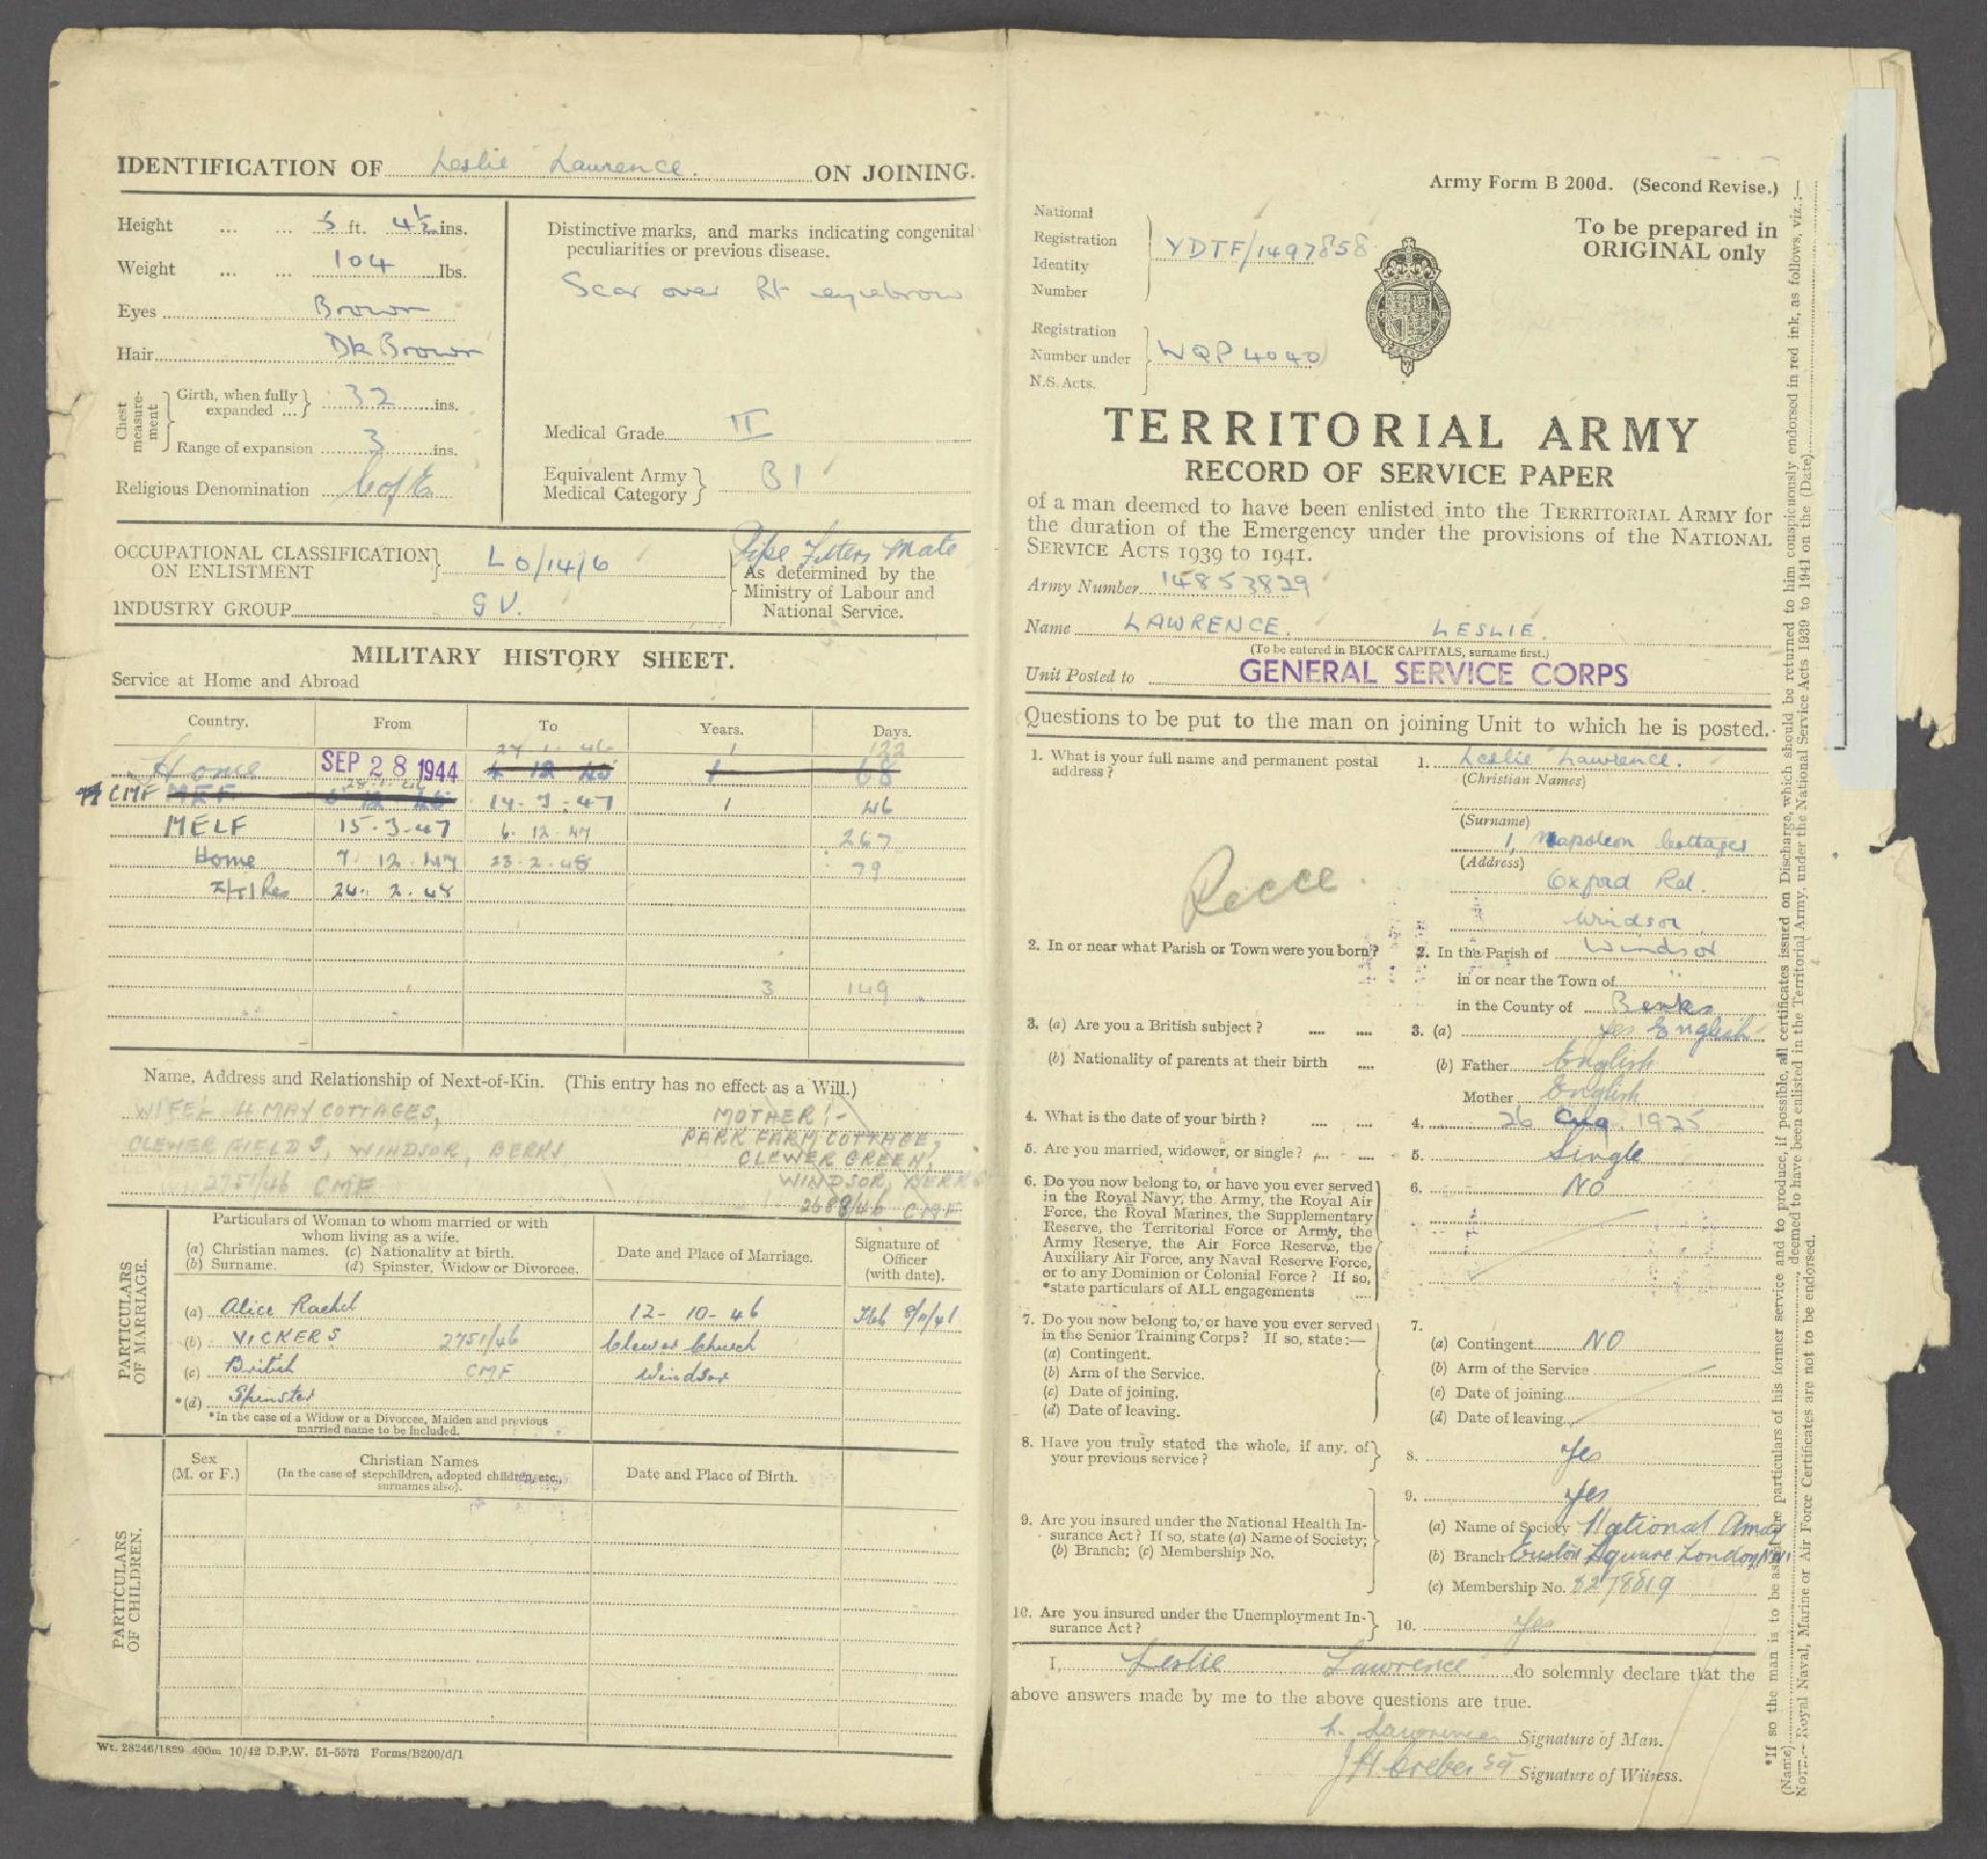 IDENTIFICATION OF Leslie Lawrence. ON JOINING.
Height ... ... 5 ft. 4½ ins.
Weight ... ... 104 lbs.
Eyes Brown
Hair Dk Brown
Chest measure-ment
Girth, when fully expanded ... } 32 ins.
Range of expansion 3 ins.
Religious Denomination C of E
Distinctive marks, and marks indicating congenital
peculiarities or previous disease.
Scar over Rt eyebrow
Medical Grade II
Equivalent Army Medical Category } B1
OCCUPATIONAL CLASSIFICATION ON ENLISTMENT } L O/14/6
INDUSTRY GROUP G V.
Pipe Fitters Mate
As determined by the
Ministry of Labour and
National Service.
MILITARY HISTORY SHEET.
Service at Home and Abroad
Country. From To Years. Days.
27 1 46 1 122
Home SEP 28 1944 4 12 45 1 68
CMF MEF 14-3-47 1 46
MELF 15-3-47 6-12-47 267
Home 7-12-47 23-2-48 79
Res 24-2-48
3 149
Name, Address and Relationship of Next-of-Kin. (This entry has no effect as a Will.)
WIFE:- 4 MAY COTTAGES,
CLEWER FIELDS, WINDSOR, BERKS
2751/46 CMF
MOTHER:-
PARK FARM COTTAGE,
CLEWER GREEN,
WINDSOR, BERKS
2688/46 CMF
PARTICULARS OF MARRIAGE.
Particulars of Woman to whom married or with
whom living as a wife.
(a) Christian names. (c) Nationality at birth.
(b) Surname. (d) Spinster, Widow or Divorcee.
Date and Place of Marriage.
Signature of
Officer
(with date).
(a) Alice Rachel 12-10-46
(b) VICKERS 2751/46 Clewer Church
(c) British CMF Windsor
*(d) Spinster
*In the case of a Widow or a Divorcee, Maiden and previous
married name to be included.
PARTICULARS OF CHILDREN.
Sex
(M. or F.)
Christian Names
(In the case of stepchildren, adopted children, etc.,
surnames also).
Date and Place of Birth.
Wt. 28246/1829 400m 10/42 D.P.W. 51-5578 Forms/B200/d/1
Army Form B 200d. (Second Revise.)
To be prepared in
ORIGINAL only
National
Registration
Identity
Number
YDTF/149785 8
Registration
Number under
N.S. Acts.
WQP 4040
TERRITORIAL ARMY
RECORD OF SERVICE PAPER
of a man deemed to have been enlisted into the TERRITORIAL ARMY for
the duration of the Emergency under the provisions of the NATIONAL
SERVICE ACTS 1939 to 1941.
Army Number 14853829
Name LAWRENCE. LESLIE.
(To be entered in BLOCK CAPITALS, surname first.)
Unit Posted to GENERAL SERVICE CORPS
Questions to be put to the man on joining Unit to which he is posted.
1. What is your full name and permanent postal
address?
1. Leslie Lawrence.
(Christian Names)
(Surname)
1, Napoleon Cottages
(Address)
Oxford Rd.
Windsor
Recce
2. In or near what Parish or Town were you born?
2. In the Parish of Windsor
in or near the Town of "
in the County of Berks
3. (a) Are you a British subject? .... ....
3. (a) Yes English
(b) Nationality of parents at their birth ....
(b) Father English
Mother English
4. What is the date of your birth? .... ....
4. 26 Aug. 1925
5. Are you married, widower, or single? .... ....
5. Single
6. Do you now belong to, or have you ever served
in the Royal Navy, the Army, the Royal Air
Force, the Royal Marines, the Supplementary
Reserve, the Territorial Force or Army, the
Army Reserve, the Air Force Reserve, the
Auxiliary Air Force, any Naval Reserve Force,
or to any Dominion or Colonial Force? If so,
*state particulars of ALL engagements ....
6. NO
7. Do you now belong to, or have you ever served
in the Senior Training Corps? If so, state:—
(a) Contingent.
(b) Arm of the Service.
(c) Date of joining.
(d) Date of leaving.
7.
(a) Contingent NO
(b) Arm of the Service
(c) Date of joining
(d) Date of leaving
8. Have you truly stated the whole, if any, of
your previous service?
8. Yes
9. Yes
9. Are you insured under the National Health In-
surance Act? If so, state (a) Name of Society;
(b) Branch; (c) Membership No.
(a) Name of Society National Amal
(b) Branch Euston Square London NW1
(c) Membership No. 8278819
10. Are you insured under the Unemployment In-
surance Act?
10. Yes
I, Leslie Lawrence do solemnly declare that the
above answers made by me to the above questions are true.
L. Lawrence Signature of Man.
Signature of Witness.
*If so the man is to be asked the particulars of his former service and to produce, if possible, all certificates issued on Discharge, which should be returned to him conspicuously endorsed in red ink, as follows, viz.:—
(Name) deemed to have been enlisted in the Territorial Army, under the National Service Acts 1939 to 1941 on the (Date)
NOTE.—Royal Naval, Marine or Air Force Certificates are not to be endorsed.